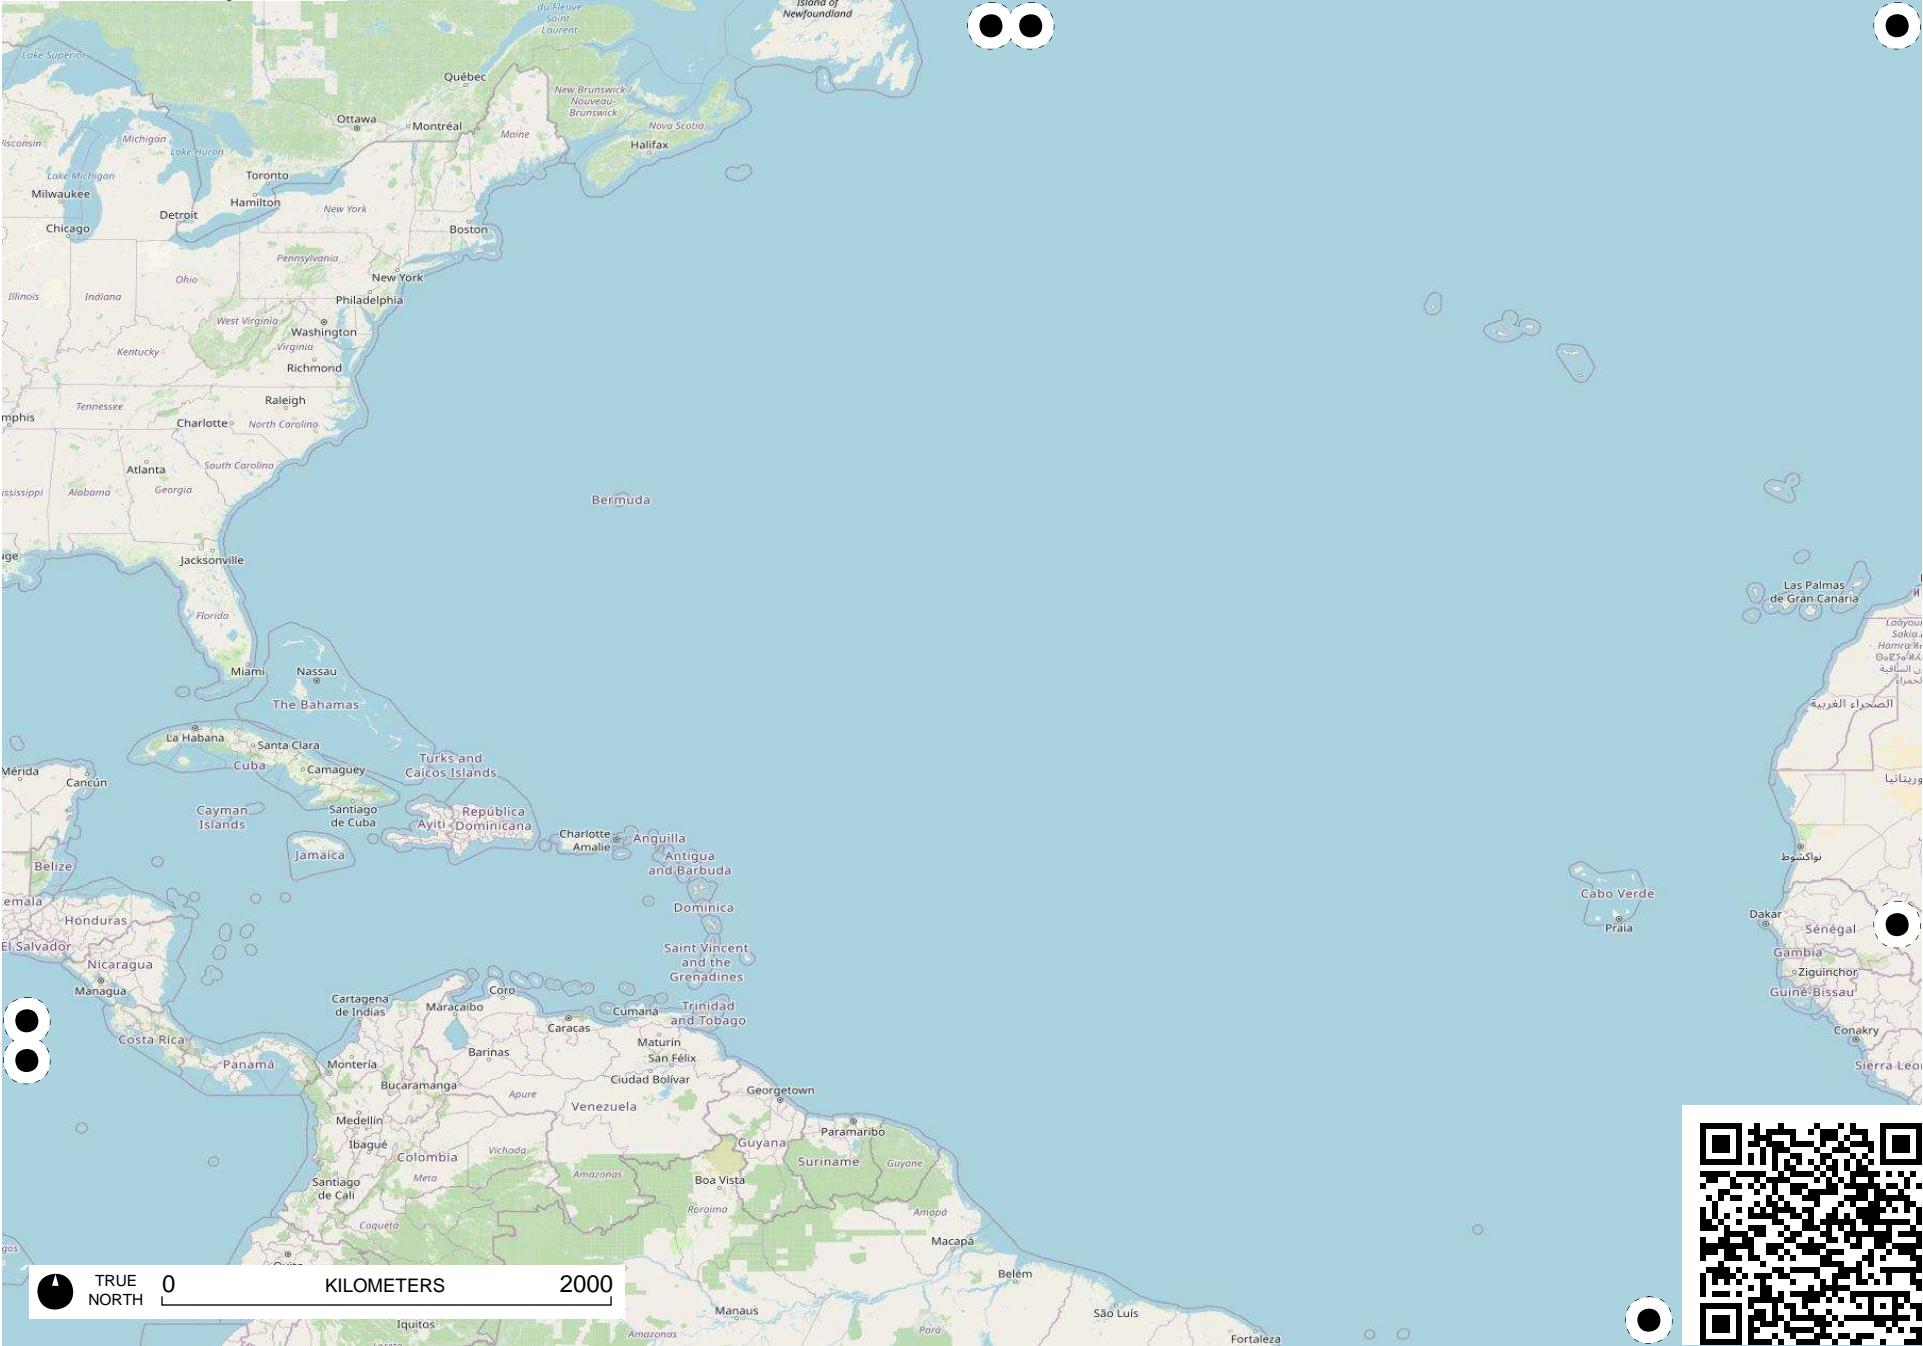 Island of
Newfoundland
du Fleuve
Saint
Laurent
Lake Superior
Québec
New Brunswick /
Nouveau-
Brunswick
Ottawa
Montréal
Maine
Nova Scotia
Halifax
Michigan
Lake Huron
Lake Michigan
Toronto
Milwaukee
Hamilton
New York
Detroit
Chicago
Boston
Pennsylvania
New York
Ohio
Illinois
Indiana
Philadelphia
West Virginia
Washington
Virginia
Kentucky
Richmond
Raleigh
Tennessee
Charlotte
North Carolina
Atlanta
South Carolina
Alabama
Georgia
Bermuda
Jacksonville
Las Palmas
de Gran Canaria
Florida
Miami
Nassau
The Bahamas
الصحراء الغربية
La Habana
Santa Clara
Cuba
Camagüey
Turks and
Caicos Islands
Mérida
Cancún
Cayman
Islands
Santiago
de Cuba
Ayiti
República
Dominicana
Charlotte
Amalie
Anguilla
Jamaica
Antigua
and Barbuda
نواكشوط
Belize
Cabo Verde
Dominica
Dakar
Praia
Sénégal
Honduras
El Salvador
Saint Vincent
and the
Grenadines
Gambia
Nicaragua
Ziguinchor
Managua
Coro
Guiné-Bissau
Cartagena
de Indias
Maracaibo
Cumaná
Trinidad
and Tobago
Caracas
Conakry
Costa Rica
Maturín
Barinas
San Félix
Panamá
Montería
Bucaramanga
Ciudad Bolívar
Georgetown
Apure
Venezuela
Medellín
Paramaribo
Ibagué
Guyana
Colombia
Vichada
Suriname
Guyane
Meta
Amazonas
Boa Vista
Santiago
de Cali
Roraima
Amapá
Caquetá
Macapá
Belém
TRUE
NORTH
0 KILOMETERS 2000
Manaus
São Luís
Iquitos
Amazonas
Pará
Fortaleza